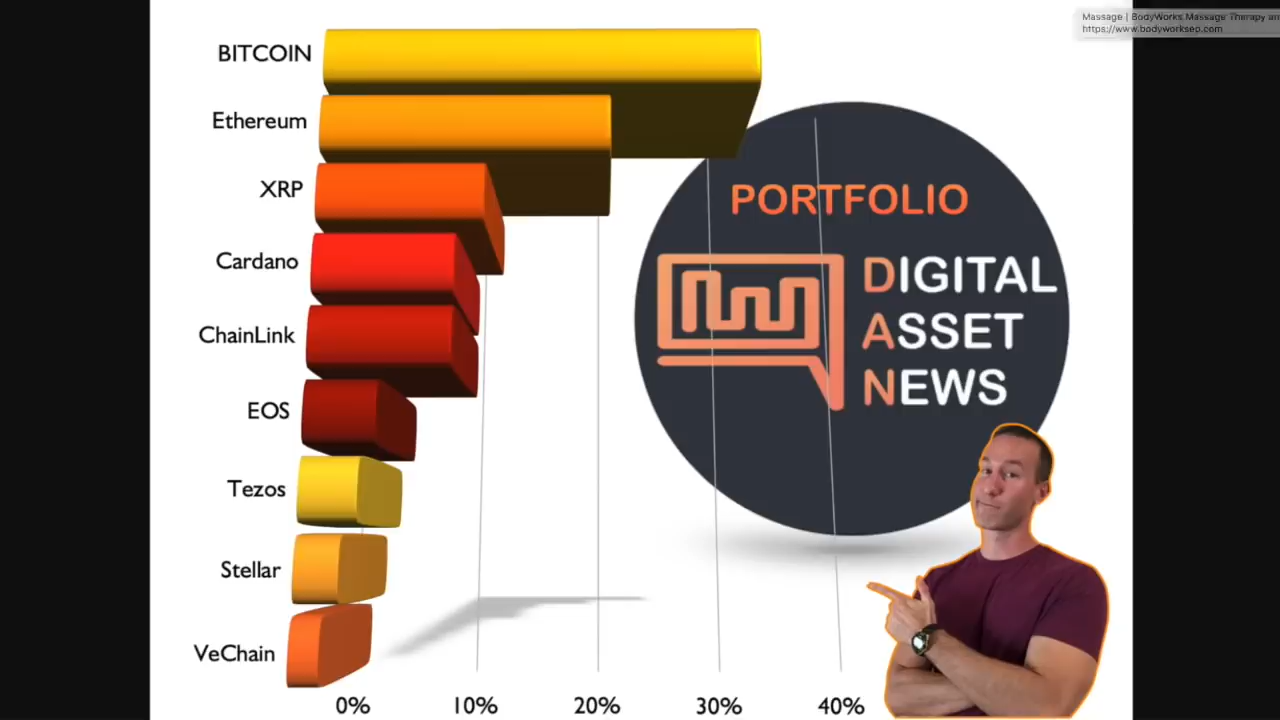 Massage | BodyWorks Massage Therapy an
https://www.bodyworksep.com
BITCOIN
Ethereum
XRP
Cardano
ChainLink
EOS
Tezos
Stellar
VeChain
0% 10% 20% 30% 40%
PORTFOLIO
DIGITAL
ASSET
NEWS